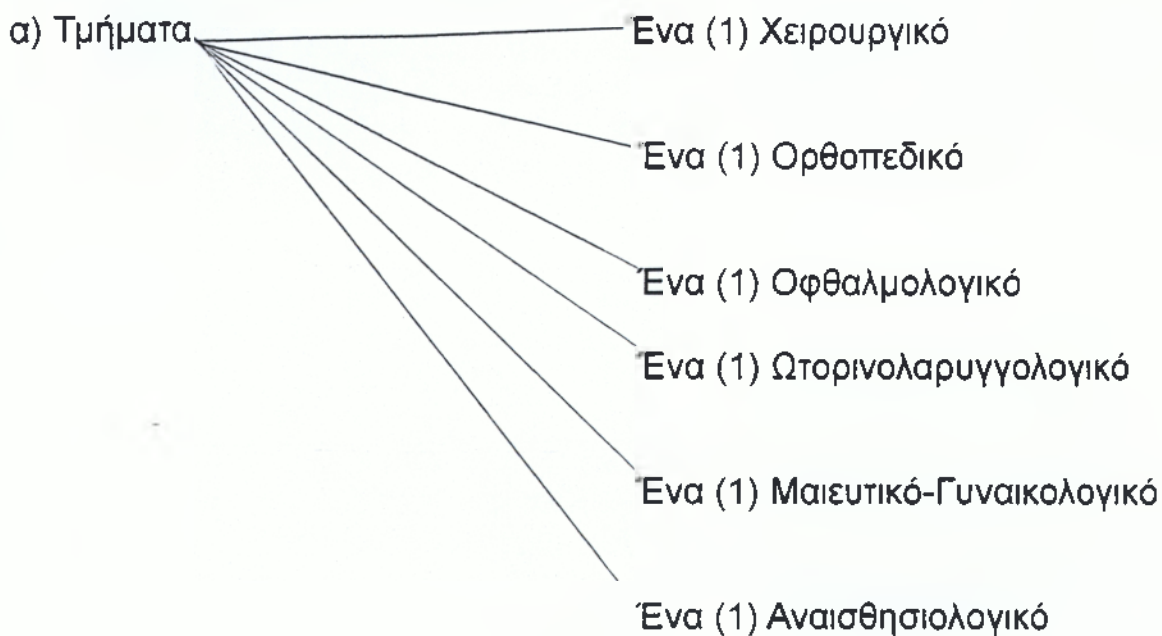 α) Τμήματα
Ένα (1) Χειρουργικό
Ένα (1) Ορθοπεδικό
Ένα (1) Οφθαλμολογικό
Ένα (1) Ωτορινολαρυγγολογικό
Ένα (1) Μαιευτικό-Γυναικολογικό
Ένα (1) Αναισθησιολογικό